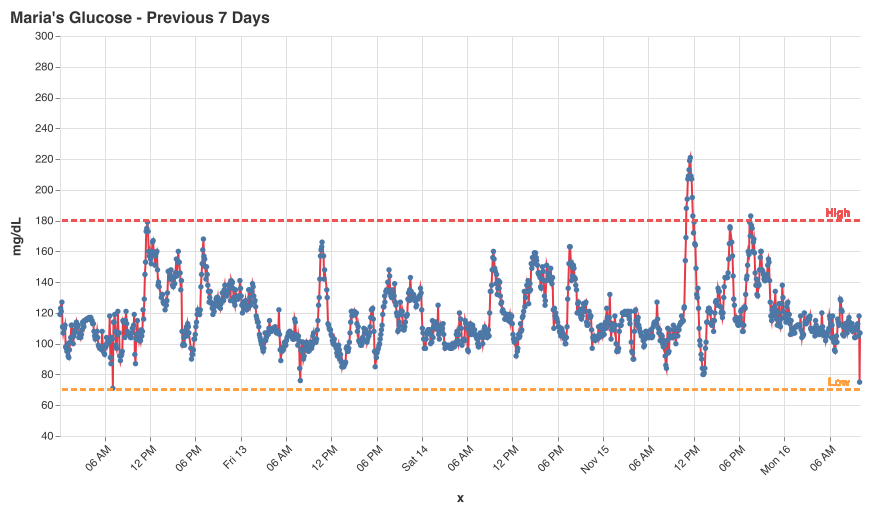 Maria's Glucose - Previous 7 Days
300
280
260
240
220
200
180
160
140
120
100
80
60
40
mg/dL
High
Low
06 AM
12 PM
06 PM
Fri 13
06 AM
12 PM
06 PM
Sat 14
06 AM
12 PM
06 PM
Nov 15
06 AM
12 PM
06 PM
Mon 16
06 AM
x